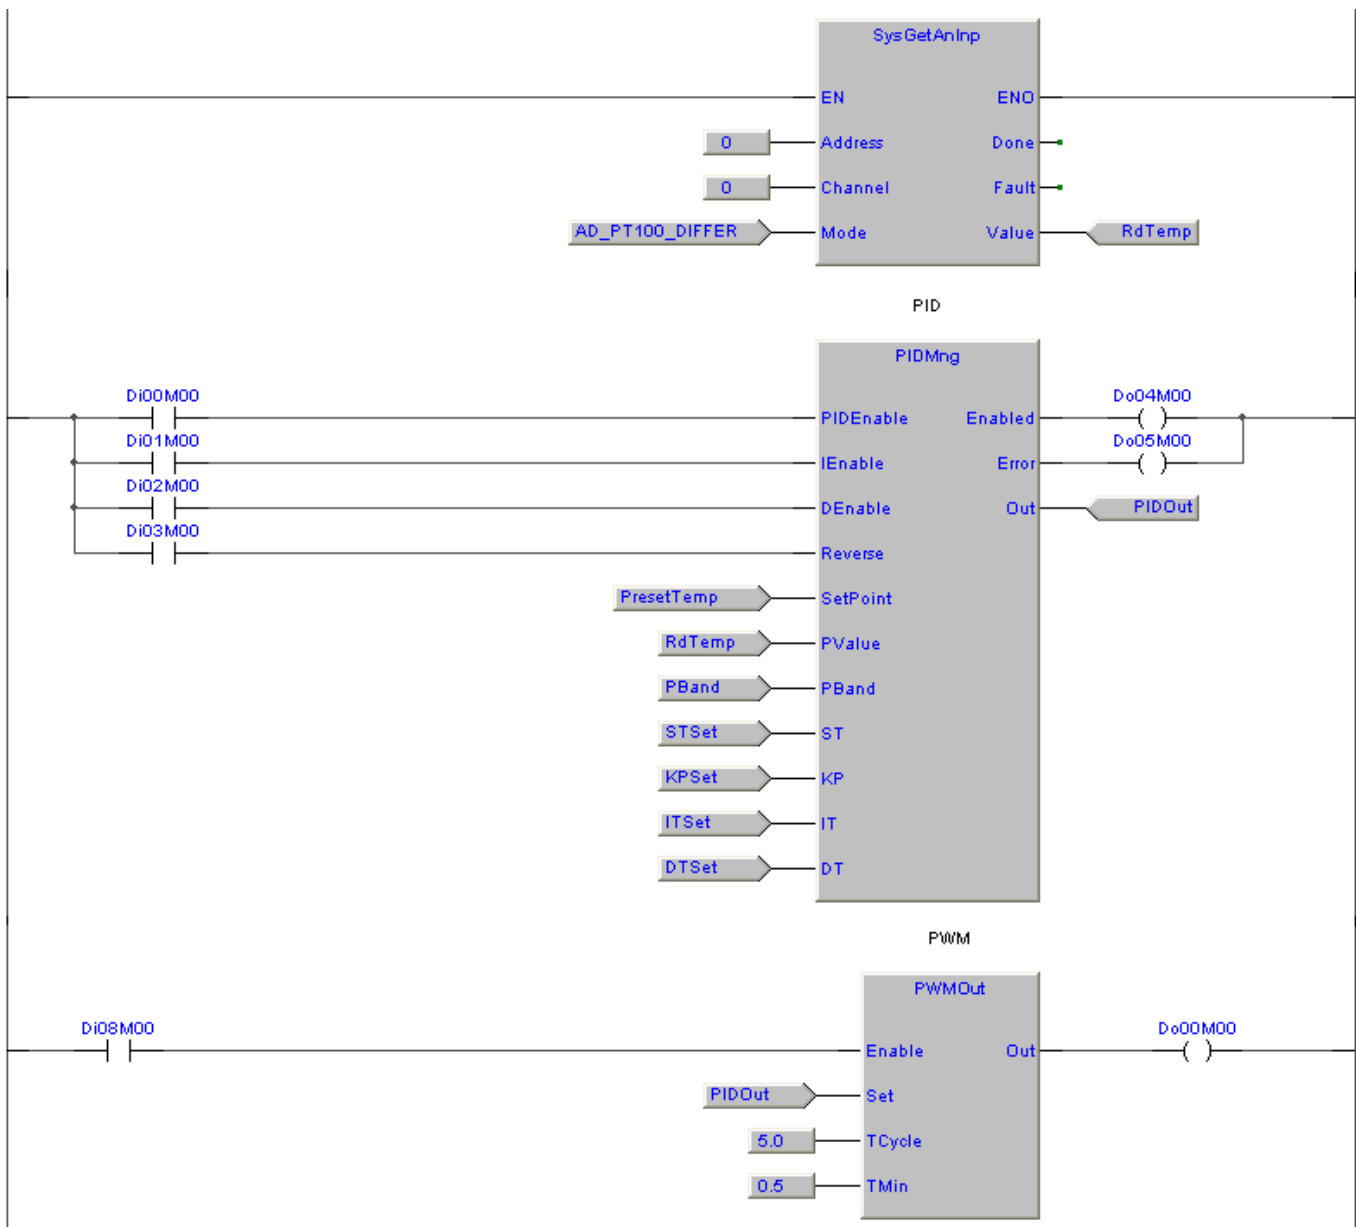 SysGetAnInp
EN ENO
0 Address Done
0 Channel Fault
AD_PT100_DIFFER Mode Value RdTemp
PID
PIDMng
Di00M00 Do04M00
PIDEnable Enabled
Di01M00 Do05M00
IEnable Error
Di02M00
DEnable Out PIDOut
Di03M00
Reverse
PresetTemp SetPoint
RdTemp PValue
PBand PBand
STSet ST
KPSet KP
ITSet IT
DTSet DT
PWM
PWMOut
Di08M00 Do00M00
Enable Out
PIDOut Set
5.0 TCycle
0.5 TMin